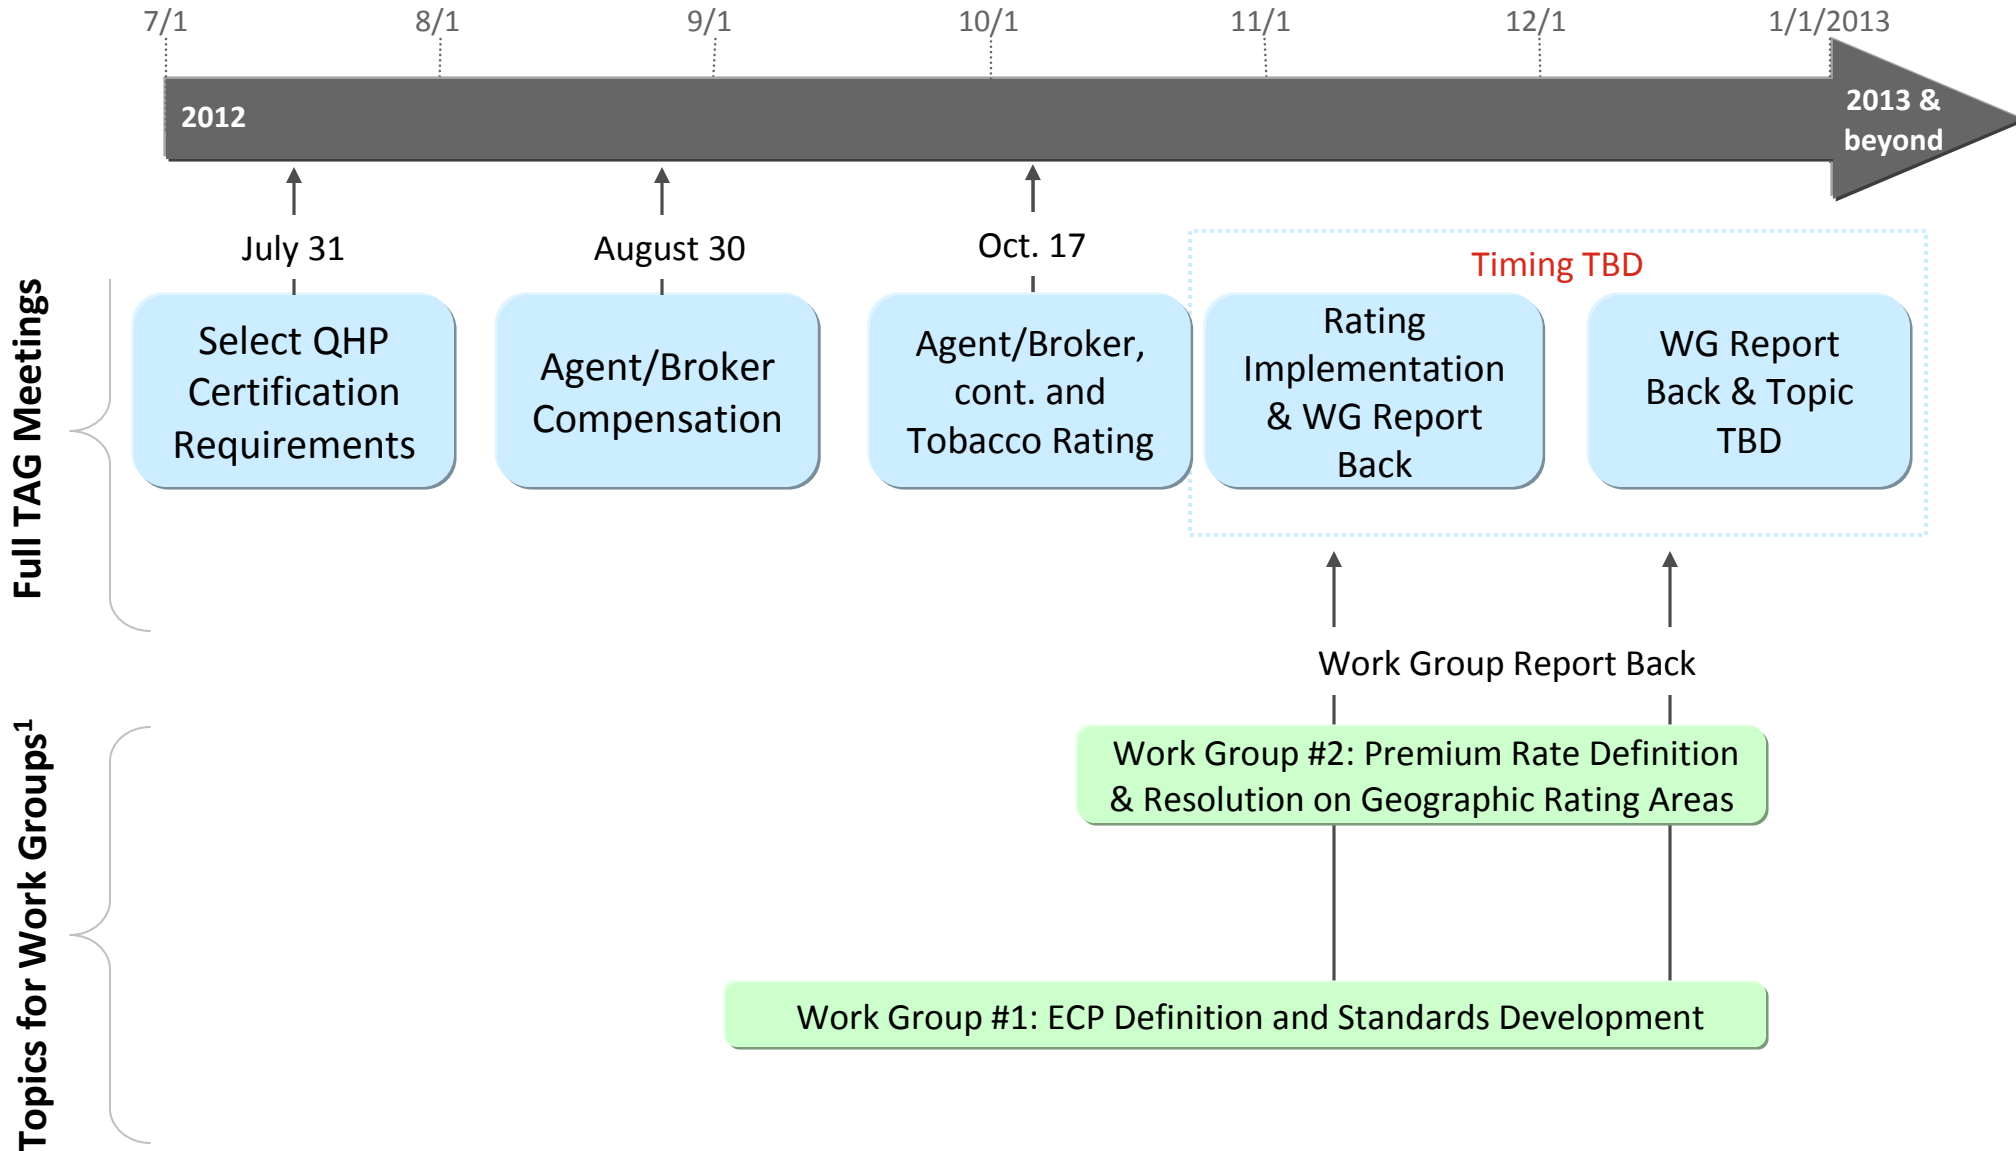 7/1 8/1 9/1 10/1 11/1 12/1 1/1/2013
2012
2013 &
beyond
July 31
August 30
Oct. 17
Timing TBD
Full TAG Meetings
Select QHP
Certification
Requirements
Agent/Broker
Compensation
Agent/Broker,
cont. and
Tobacco Rating
Rating
Implementation
& WG Report
Back
WG Report
Back & Topic
TBD
Work Group Report Back
Topics for Work Groups1
Work Group #2: Premium Rate Definition
& Resolution on Geographic Rating Areas
Work Group #1: ECP Definition and Standards Development